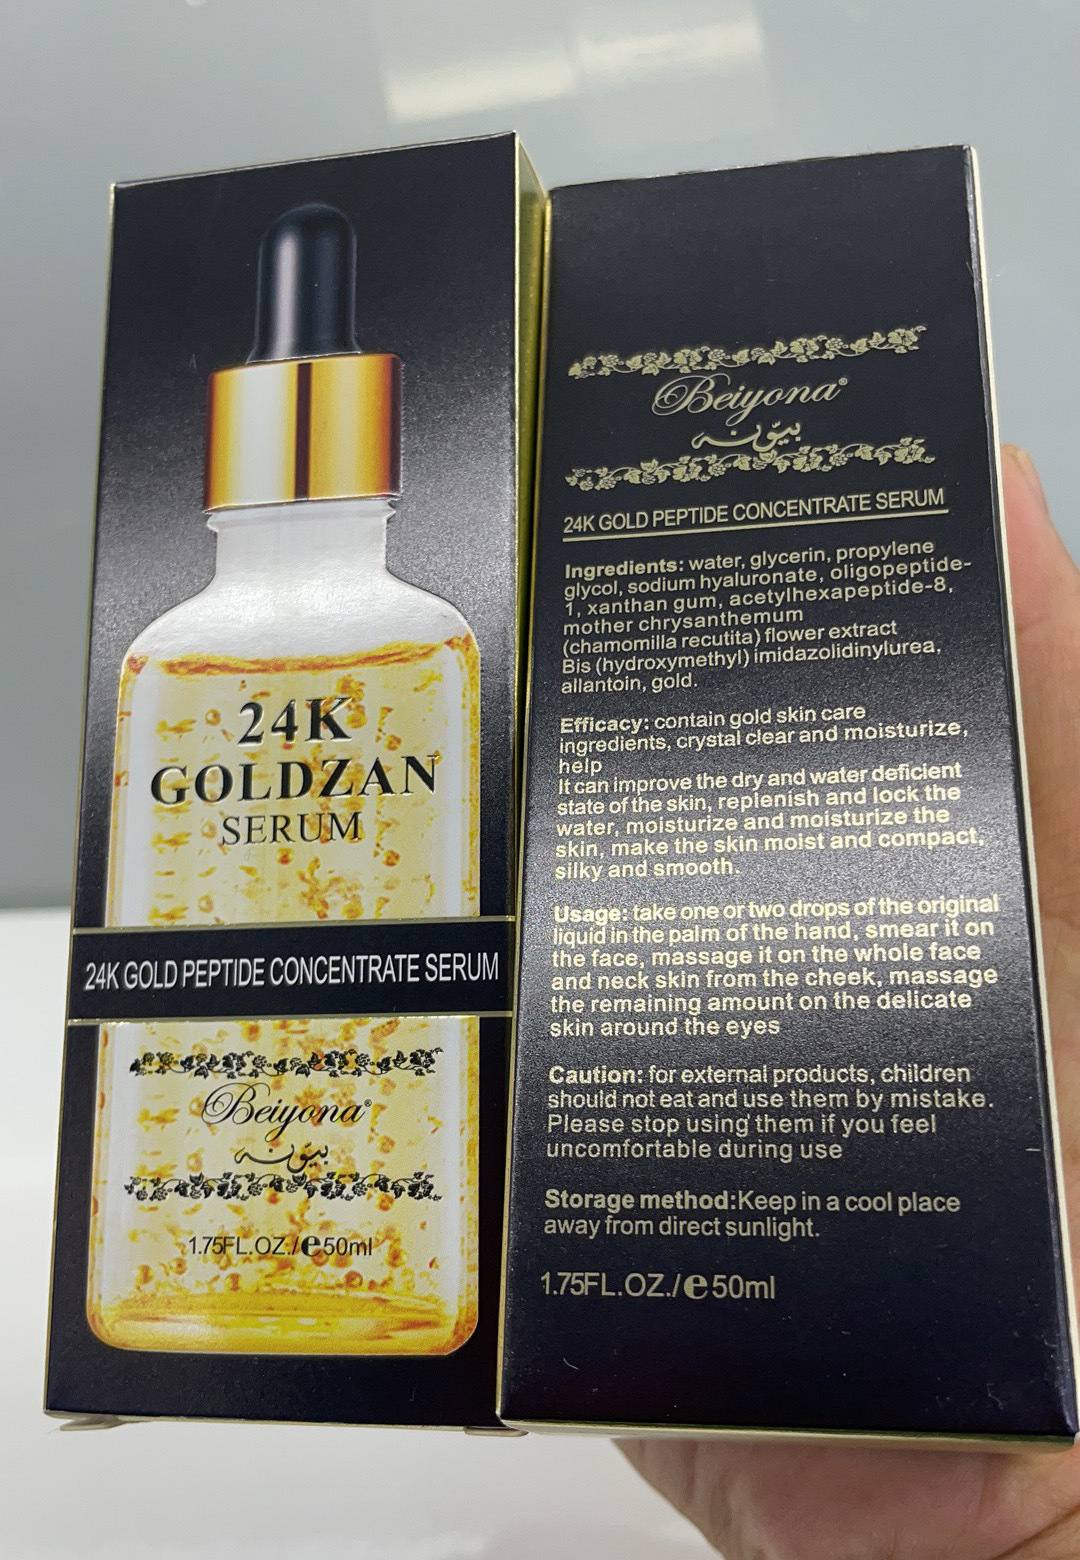 24K
GOLDZAN
SERUM
24K GOLD PEPTIDE CONCENTRATE SERUM
Beiyona®
بيونه
1.75FL.OZ./℮50ml
Beiyona®
بيونه
24K GOLD PEPTIDE CONCENTRATE SERUM
Ingredients: water, glycerin, propylene
glycol, sodium hyaluronate, oligopeptide-
1, xanthan gum, acetylhexapeptide-8,
mother chrysanthemum
(chamomilla recutita) flower extract
Bis (hydroxymethyl) imidazolidinylurea,
allantoin, gold.
Efficacy: contain gold skin care
ingredients, crystal clear and moisturize,
help
It can improve the dry and water deficient
state of the skin, replenish and lock the
water, moisturize and moisturize the
skin, make the skin moist and compact,
silky and smooth.
Usage: take one or two drops of the original
liquid in the palm of the hand, smear it on
the face, massage it on the whole face
and neck skin from the cheek, massage
the remaining amount on the delicate
skin around the eyes
Caution: for external products, children
should not eat and use them by mistake.
Please stop using them if you feel
uncomfortable during use
Storage method:Keep in a cool place
away from direct sunlight.
1.75FL.OZ./℮50ml